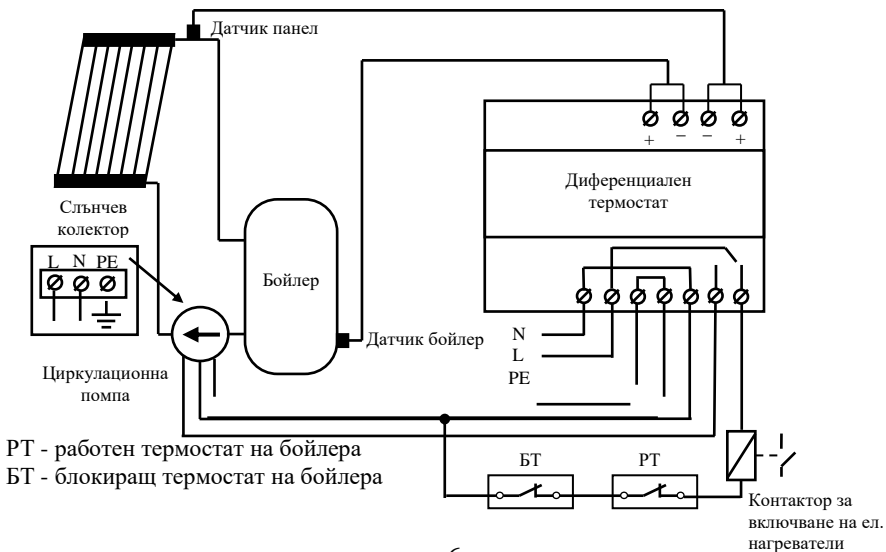 Датчик панел
+ − − +
Диференциален
термостат
Слънчев
колектор
L N PE
Бойлер
Датчик бойлер
N
L
PE
Циркулационна
помпа
РТ - работен термостат на бойлера
БТ - блокиращ термостат на бойлера
БТ
РТ
Контактор за
включване на ел.
нагреватели